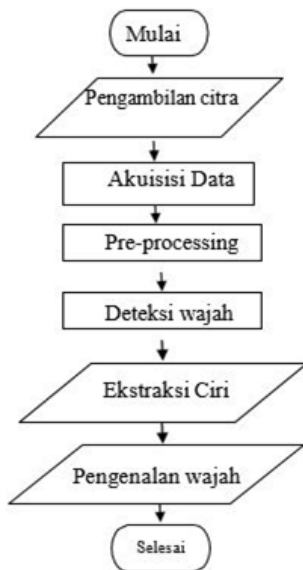 Mulai
Pengambilan citra
Akuisisi Data
Pre-processing
Deteksi wajah
Ekstraksi Ciri
Pengenalan wajah
Selesai